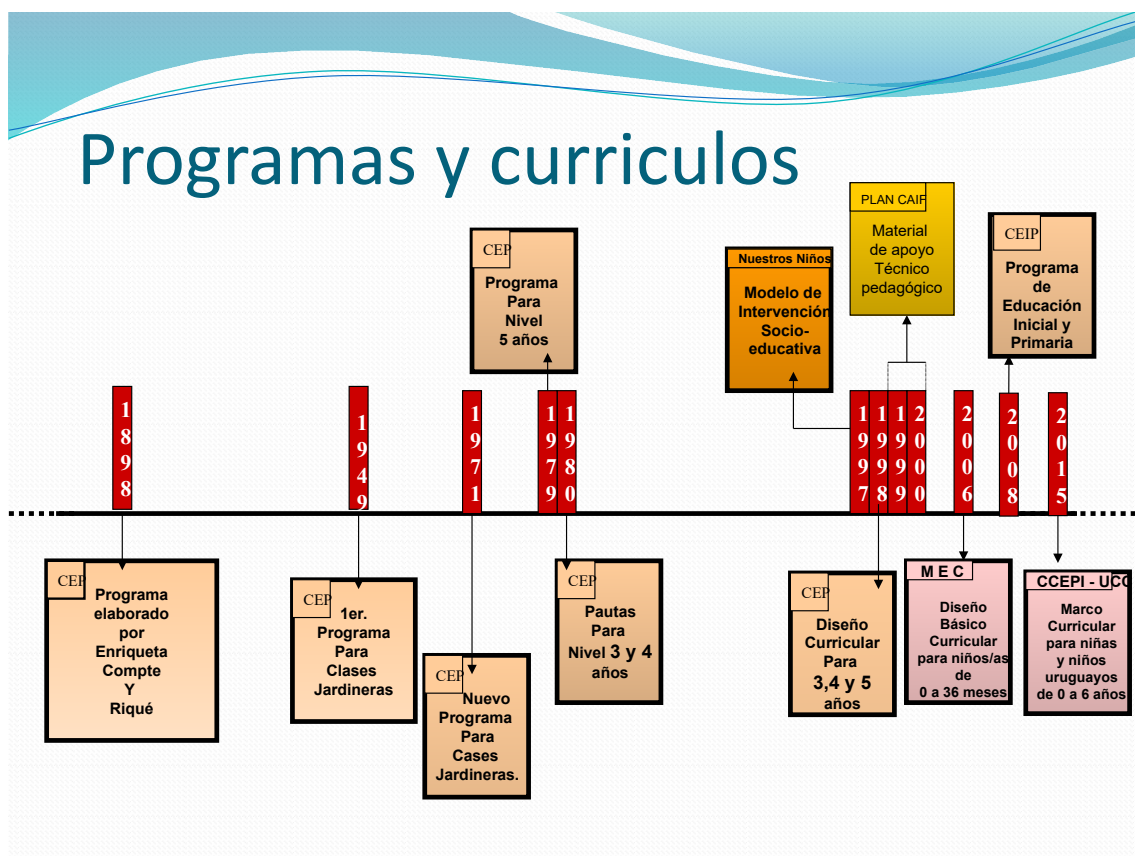 Programas y curriculos
PLAN CAIF
Material
de apoyo
Técnico
pedagógico
CEP
Programa
Para
Nivel
5 años
Nuestros Niños
Modelo de
Intervención
Socio-
educativa
CEIP
Programa
de
Educación
Inicial y
Primaria
1898
1949
1971
1979
1980
1997
1998
1999
2000
2006
2008
2015
CEP
Programa
elaborado
por
Enriqueta
Compte
Y
Riqué
CEP
1er.
Programa
Para
Clases
Jardineras
CEP
Nuevo
Programa
Para
Cases
Jardineras.
CEP
Pautas
Para
Nivel 3 y 4
años
CEP
Diseño
Curricular
Para
3,4 y 5
años
M E C
Diseño
Básico
Curricular
para niños/as
de
0 a 36 meses
CCEPI - UCC
Marco
Curricular
para niñas
y niños
uruguayos
de 0 a 6 años